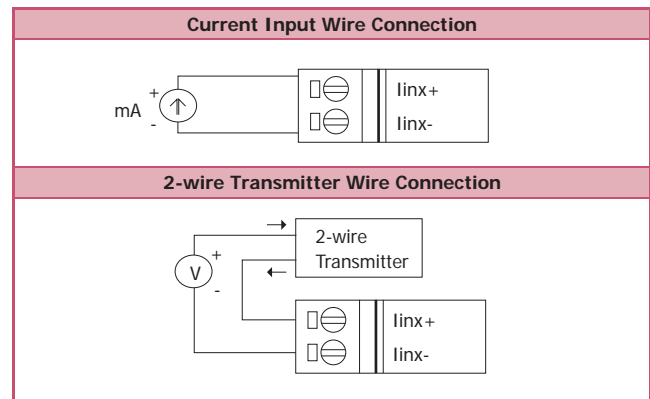 Current Input Wire Connection
+
mA
-
Iinx+
Iinx-
2-wire Transmitter Wire Connection
2-wire
Transmitter
+
V
-
Iinx+
Iinx-